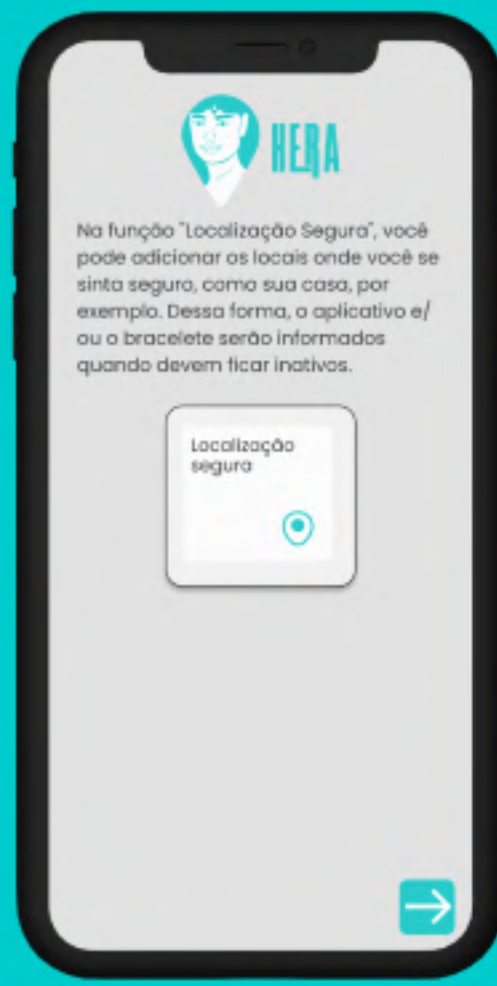 HERA
Na função "Localização Segura", você
pode adicionar os locais onde você se
sinta seguro, como sua casa, por
exemplo. Dessa forma, o aplicativo e/
ou o bracelete serão informados
quando devem ficar inativos.
Localização
segura